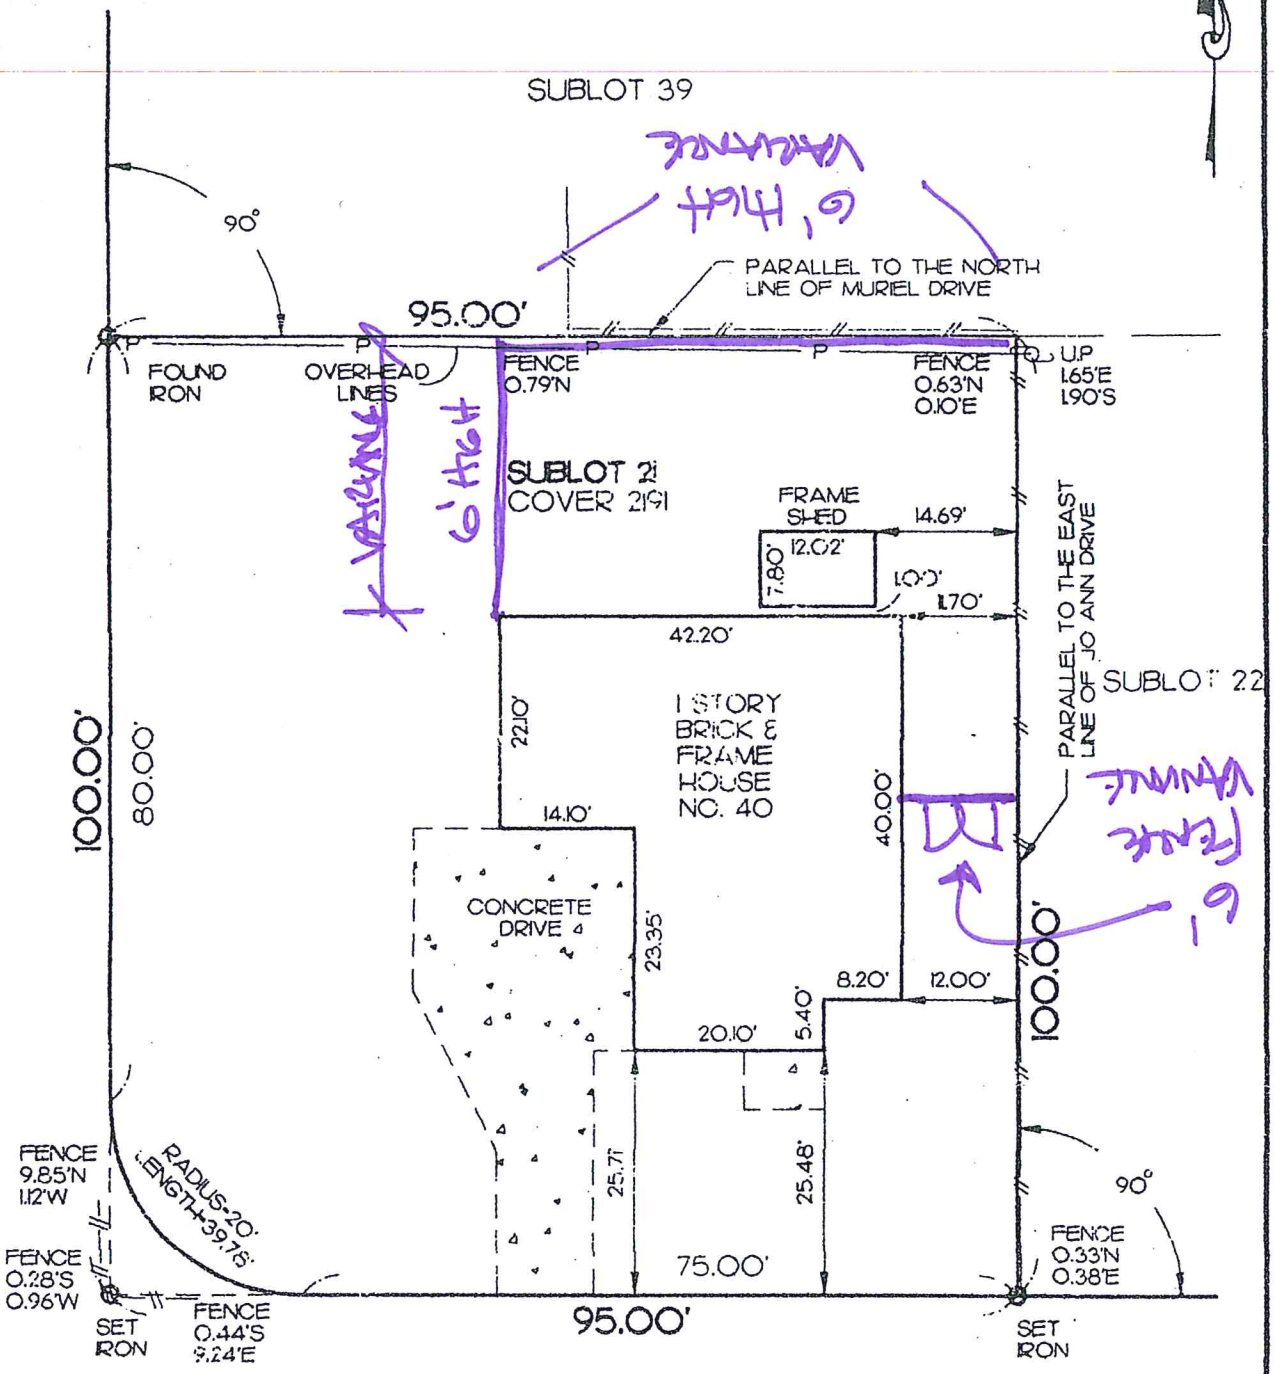 SUBLOT 39
VARIANCE
6' HIGH
90°
PARALLEL TO THE NORTH
LINE OF MURIEL DRIVE
95.00'
P
P
P
P
FOUND
IRON
OVERHEAD
LINES
FENCE
0.79'N
FENCE
0.63'N
0.10'E
U.P.
1.65'E
1.90'S
VARIANCE
6' HIGH
SUBLOT 21
COVER 2191
FRAME
SHED
12.02'
7.80'
14.69'
1.00'
1.70'
42.20'
PARALLEL TO THE EAST
LINE OF JO ANN DRIVE
SUBLOT 22
100.00'
80.00'
22.10'
1 STORY
BRICK &
FRAME
HOUSE
NO. 40
40.00'
6'
FENCE
VARIANCE
14.10'
CONCRETE
DRIVE
23.35'
8.20'
12.00'
5.40'
20.10'
100.00'
25.71'
25.48'
FENCE
9.85'N
1.12'W
RADIUS=20'
LENGTH=39.78'
90°
FENCE
0.28'S
0.96'W
75.00'
FENCE
0.33'N
0.38'E
SET
IRON
FENCE
0.44'S
9.24'E
95.00'
SET
IRON